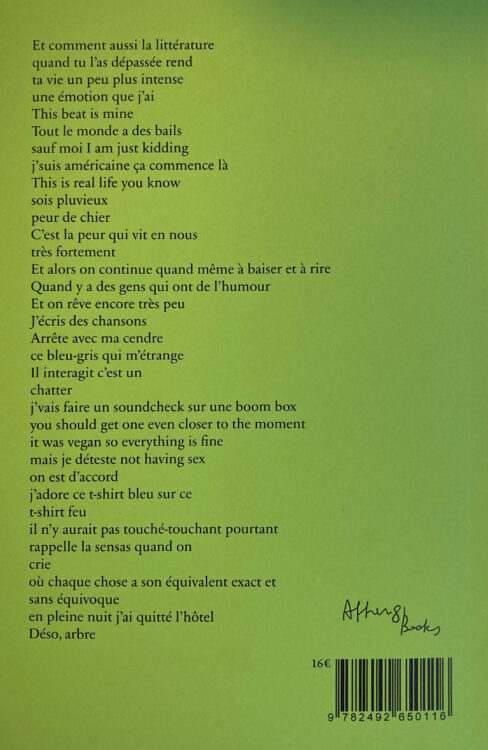 Et comment aussi la littérature
quand tu l'as dépassée rend
ta vie un peu plus intense
une émotion que j'ai
This beat is mine
Tout le monde a des bails
sauf moi I am just kidding
j'suis américaine ça commence là
This is real life you know
sois pluvieux
peur de chier
C'est la peur qui vit en nous
très fortement
Et alors on continue quand même à baiser et à rire
Quand y a des gens qui ont de l'humour
Et on rêve encore très peu
J'écris des chansons
Arrête avec ma cendre
ce bleu-gris qui m'étrange
Il interagit c'est un
chatter
j'vais faire un soundcheck sur une boom box
you should get one even closer to the moment
it was vegan so everything is fine
mais je déteste not having sex
on est d'accord
j'adore ce t-shirt bleu sur ce
t-shirt feu
il n'y aurait pas touché-touchant pourtant
rappelle la sensas quand on
crie
où chaque chose a son équivalent exact et
sans équivoque
en pleine nuit j'ai quitté l'hôtel
Déso, arbre
After8
Books
16€
9 782492 650116